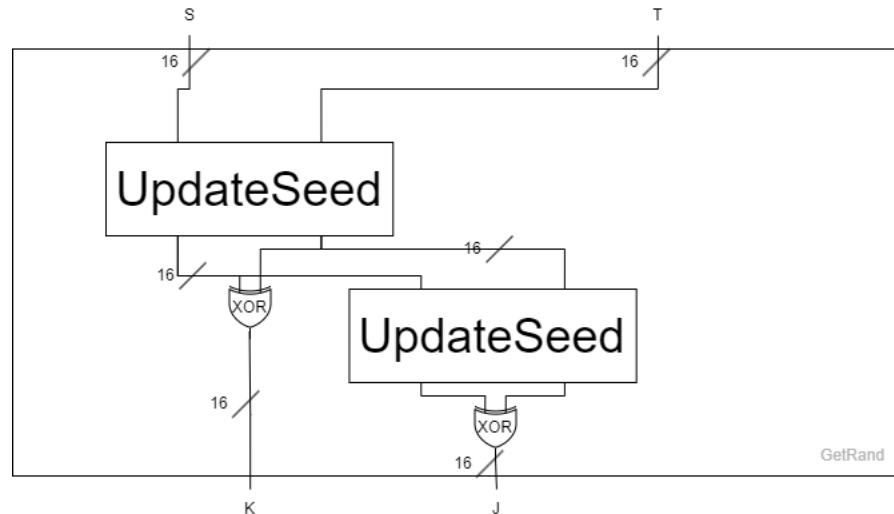 S T
16 16
UpdateSeed
16 16
XOR
UpdateSeed
16
XOR
16
GetRand
K J